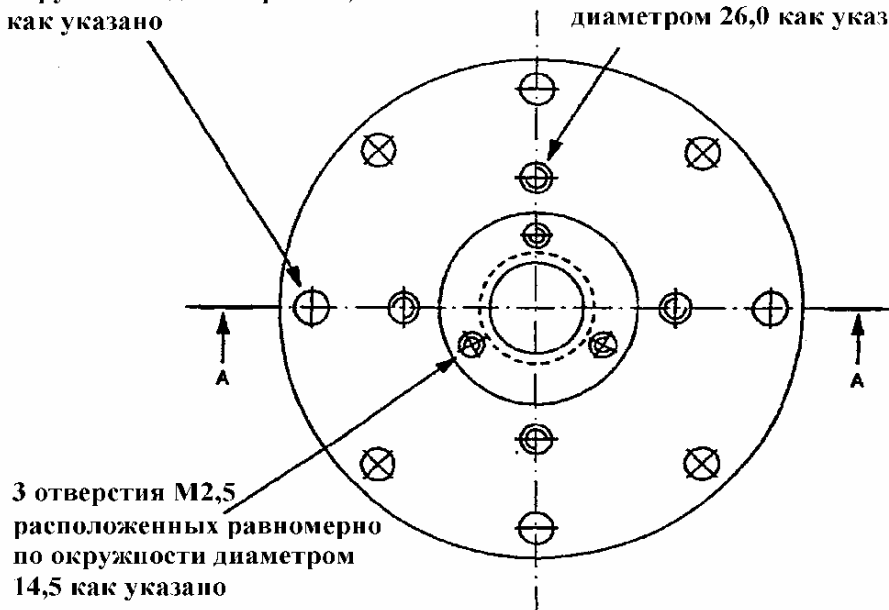 как указано
диаметром 26,0 как указ
А
А
3 отверстия М2,5
расположенных равномерно
по окружности диаметром
14,5 как указано